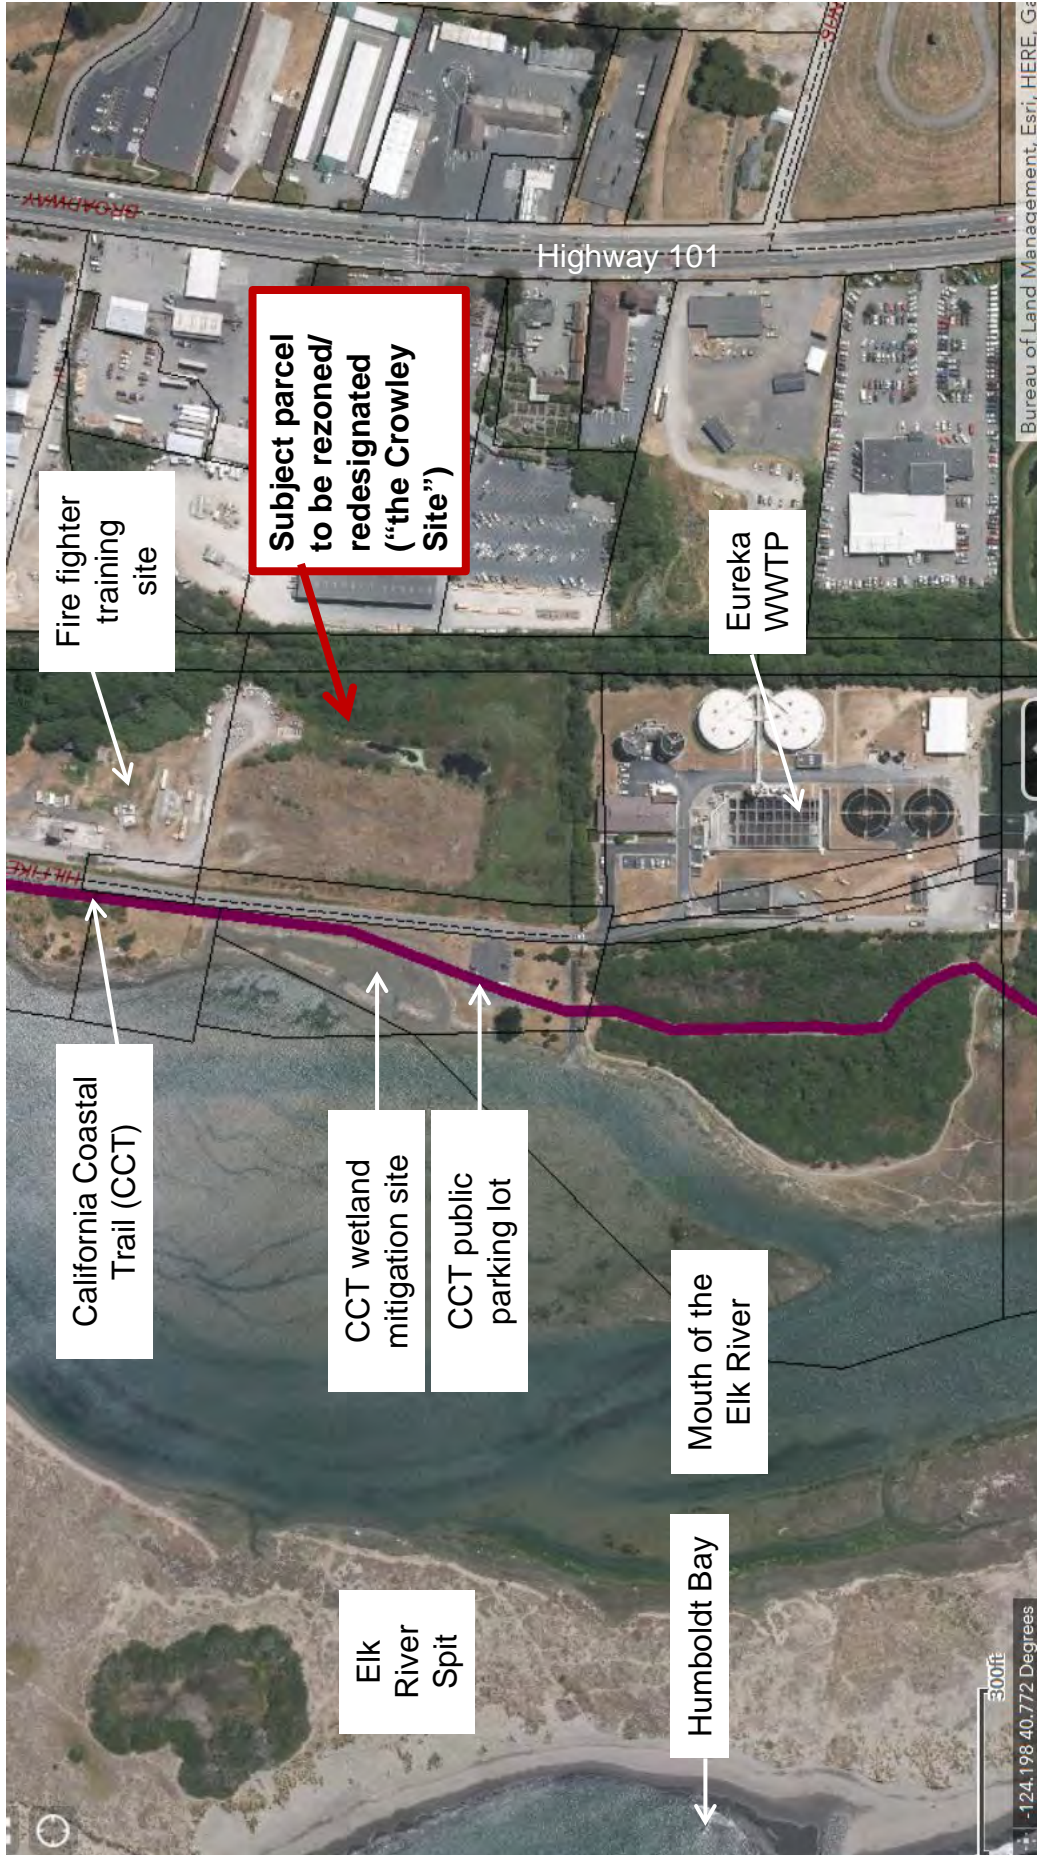 BROADWAY
HILFIKE
Fire fighter
training
site
California Coastal
Trail (CCT)
Subject parcel
to be rezoned/
redesignated
(“the Crowley
Site”)
CCT wetland
mitigation site
CCT public
parking lot
Elk
River
Spit
Highway 101
Eureka
WWTP
Mouth of the
Elk River
Humboldt Bay
300ft
-124.198 40.772 Degrees
Bureau of Land Management, Esri, HERE, Ga